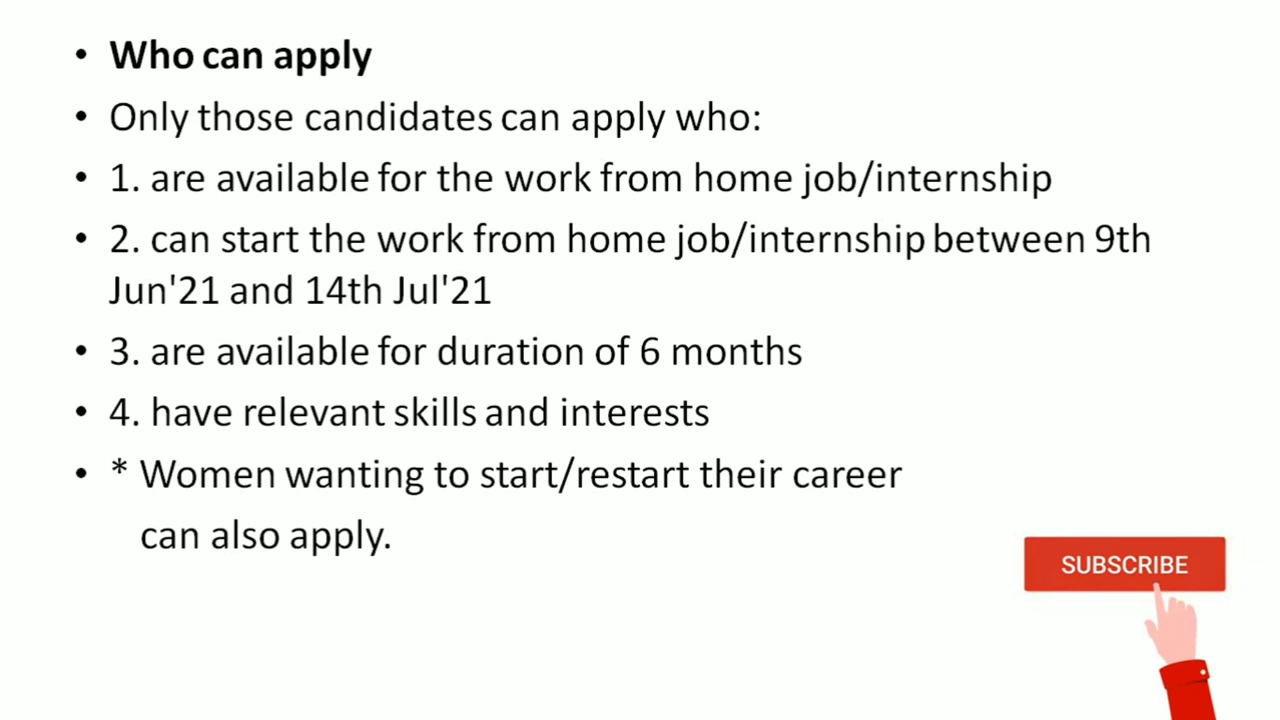 • Who can apply
• Only those candidates can apply who:
• 1. are available for the work from home job/internship
• 2. can start the work from home job/internship between 9th
Jun'21 and 14th Jul'21
• 3. are available for duration of 6 months
• 4. have relevant skills and interests
• * Women wanting to start/restart their career
can also apply.
SUBSCRIBE